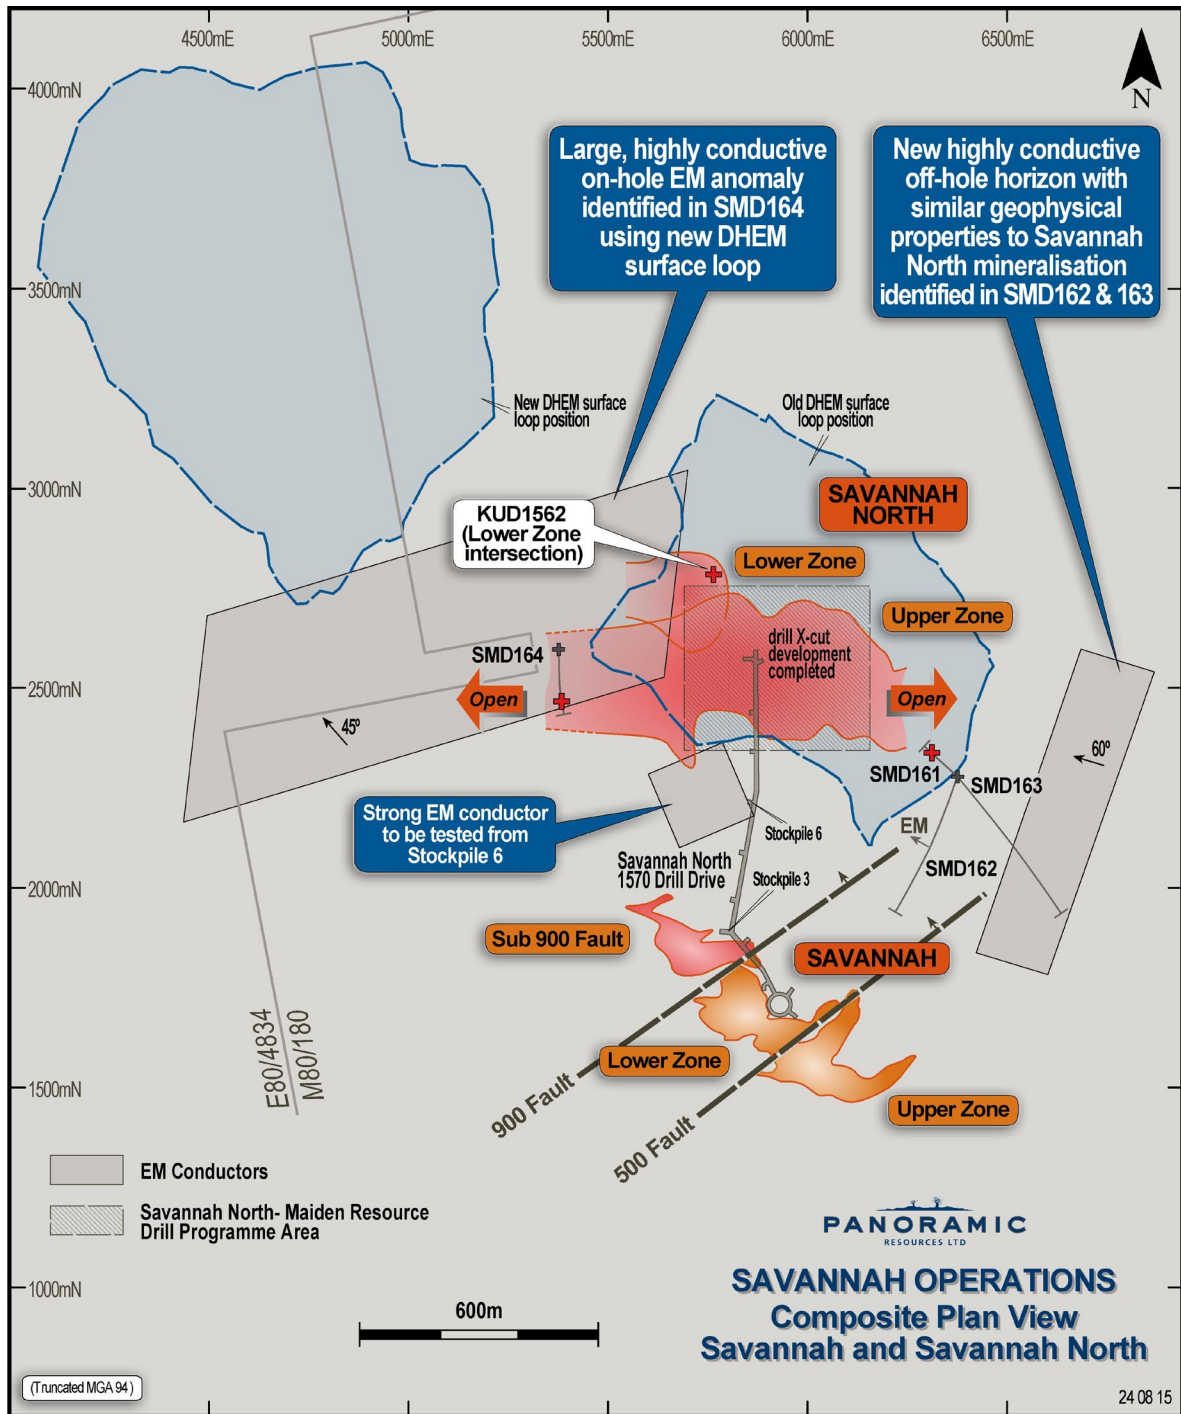 4500mE
5000mE
5500mE
6000mE
6500mE
4000mN
3500mN
3000mN
2500mN
2000mN
1500mN
1000mN
N
Large, highly conductive
on-hole EM anomaly
identified in SMD164
using new DHEM
surface loop
New highly conductive
off-hole horizon with
similar geophysical
properties to Savannah
North mineralisation
identified in SMD162 & 163
New DHEM surface
loop position
Old DHEM surface
loop position
SAVANNAH
NORTH
KUD1562
(Lower Zone
intersection)
Lower Zone
Upper Zone
drill X-cut
development
completed
SMD164
Open
Open
45º
60º
SMD161
SMD163
EM
SMD162
Strong EM conductor
to be tested from
Stockpile 6
Stockpile 6
Savannah North
1570 Drill Drive
Stockpile 3
Sub 900 Fault
SAVANNAH
Lower Zone
Upper Zone
900 Fault
500 Fault
E80/4834
M80/180
EM Conductors
Savannah North- Maiden Resource
Drill Programme Area
600m
PANORAMIC
RESOURCES LTD
SAVANNAH OPERATIONS
Composite Plan View
Savannah and Savannah North
(Truncated MGA 94 )
24 08 15